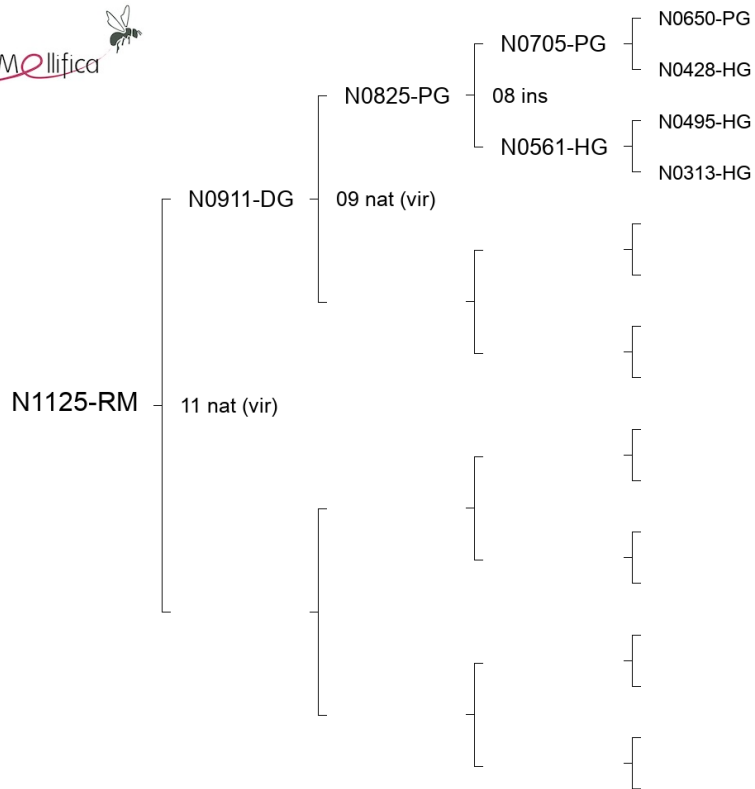 Mellifica
N0650-PG
N0705-PG
N0428-HG
N0825-PG
08 ins
N0495-HG
N0561-HG
N0313-HG
N0911-DG
09 nat (vir)
N1125-RM
11 nat (vir)